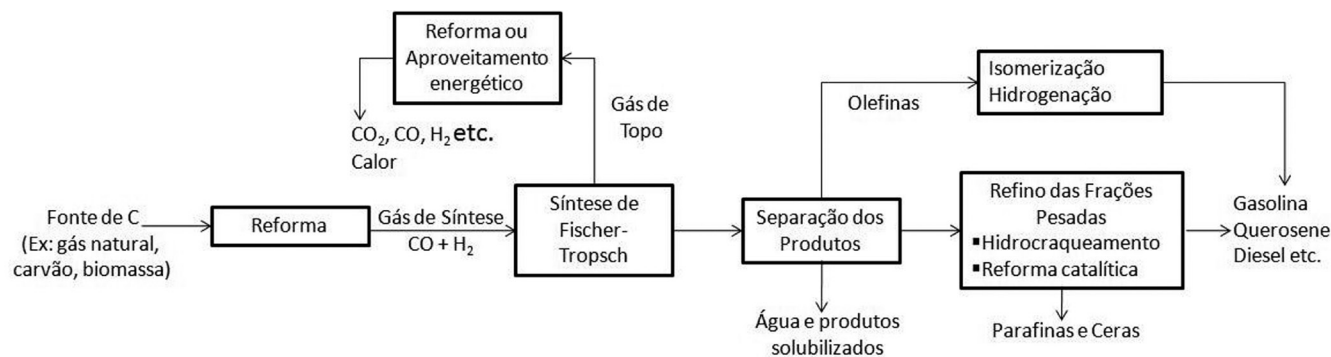 Reforma ou
Aproveitamento
energético
CO₂, CO, H₂ etc.
Calor
Gás de
Topo
Olefinas
Isomerização
Hidrogenação
Fonte de C
(Ex: gás natural,
carvão, biomassa)
Reforma
Gás de Síntese
CO + H₂
Síntese de
Fischer-
Tropsch
Separação dos
Produtos
Água e produtos
solubilizados
Refino das Frações
Pesadas
▪Hidrocraqueamento
▪Reforma catalítica
Parafinas e Ceras
Gasolina
Querosene
Diesel etc.